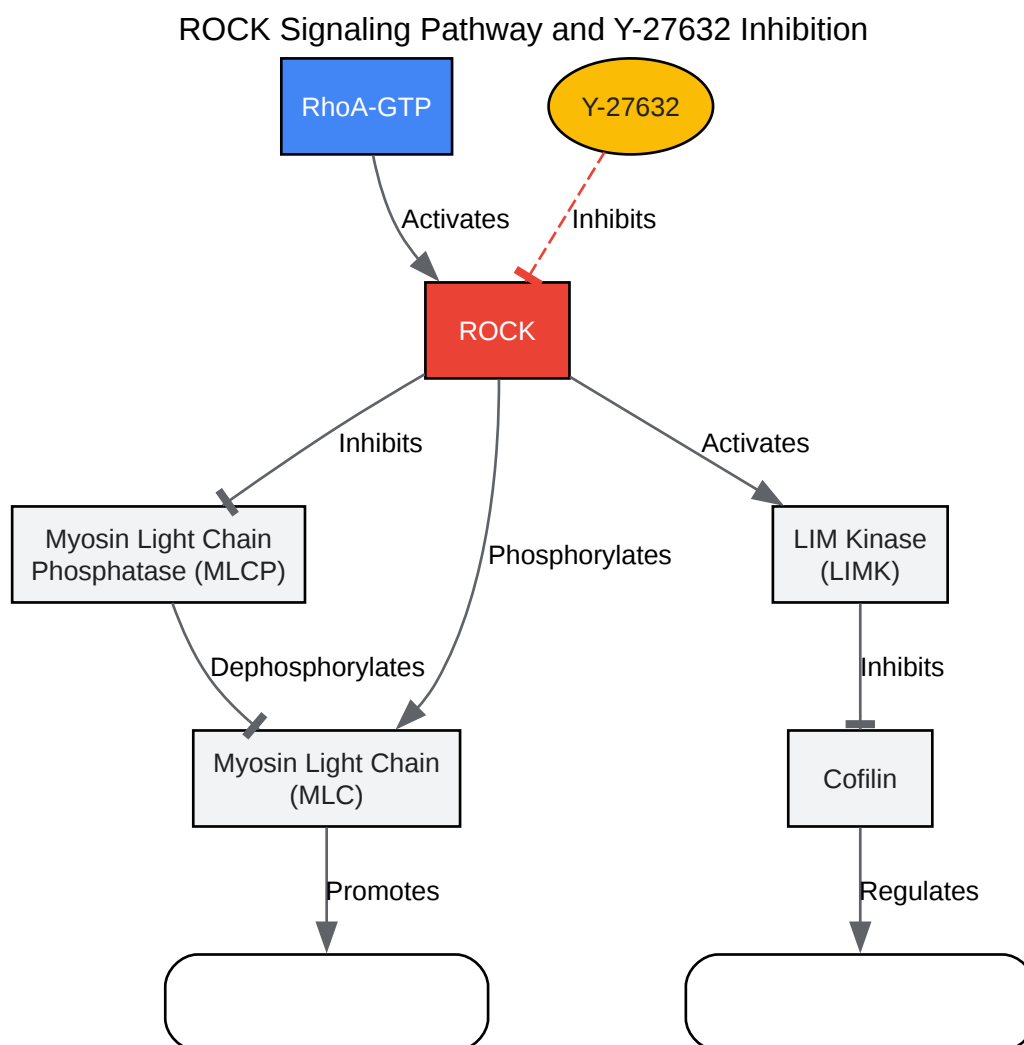 ROCK Signaling Pathway and Y-27632 Inhibition
RhoA-GTP
Y-27632
Activates
Inhibits
ROCK
Inhibits
Activates
Myosin Light Chain
Phosphatase (MLCP)
Phosphorylates
LIM Kinase
(LIMK)
Dephosphorylates
Inhibits
Myosin Light Chain
(MLC)
Cofilin
Promotes
Regulates